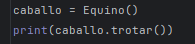 caballo = Equino()
print(caballo.trotar())